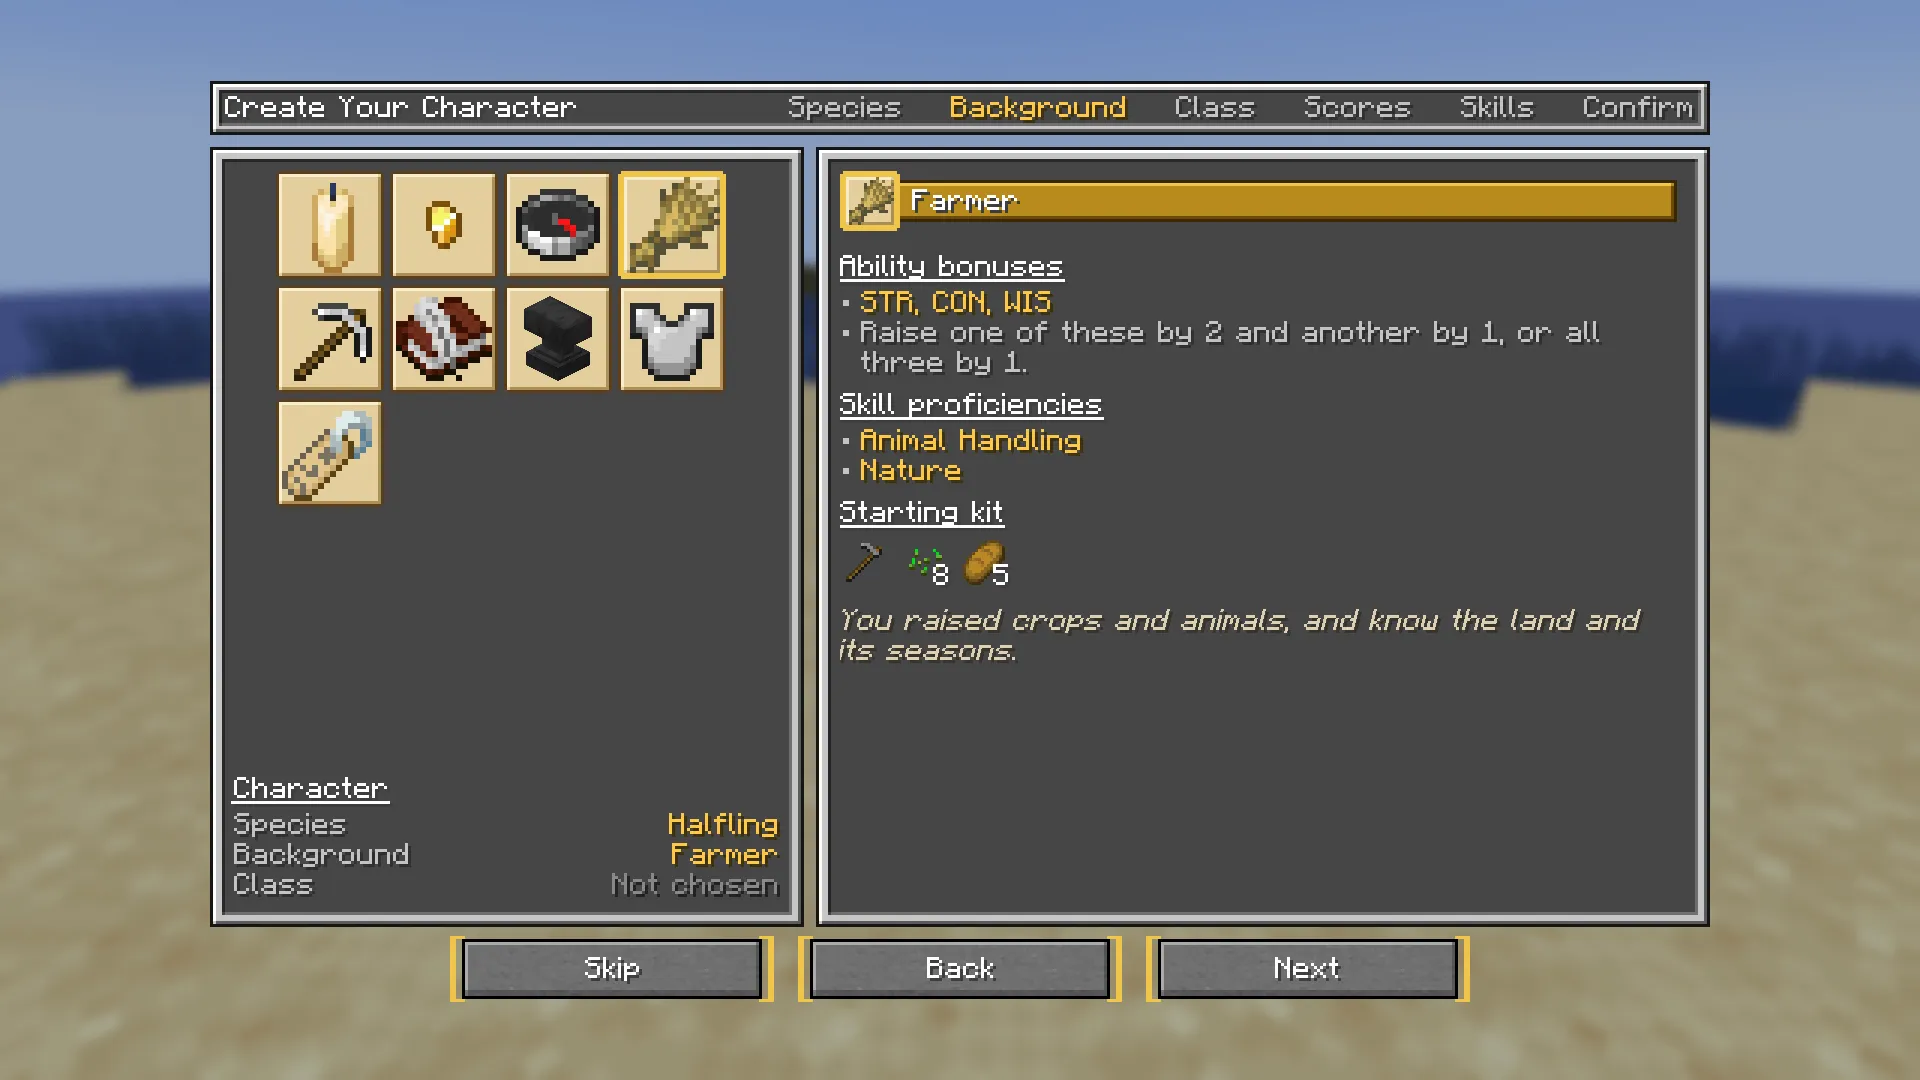 Create Your Character Species Background Class Scores Skills Confirm
Farmer
Ability bonuses
· STR, CON, WIS
· Raise one of these by 2 and another by 1, or all
three by 1.
Skill proficiencies
· Animal Handling
· Nature
Starting kit
8 5
You raised crops and animals, and know the land and
its seasons.
Character
Species Halfling
Background Farmer
Class Not chosen
Skip Back Next